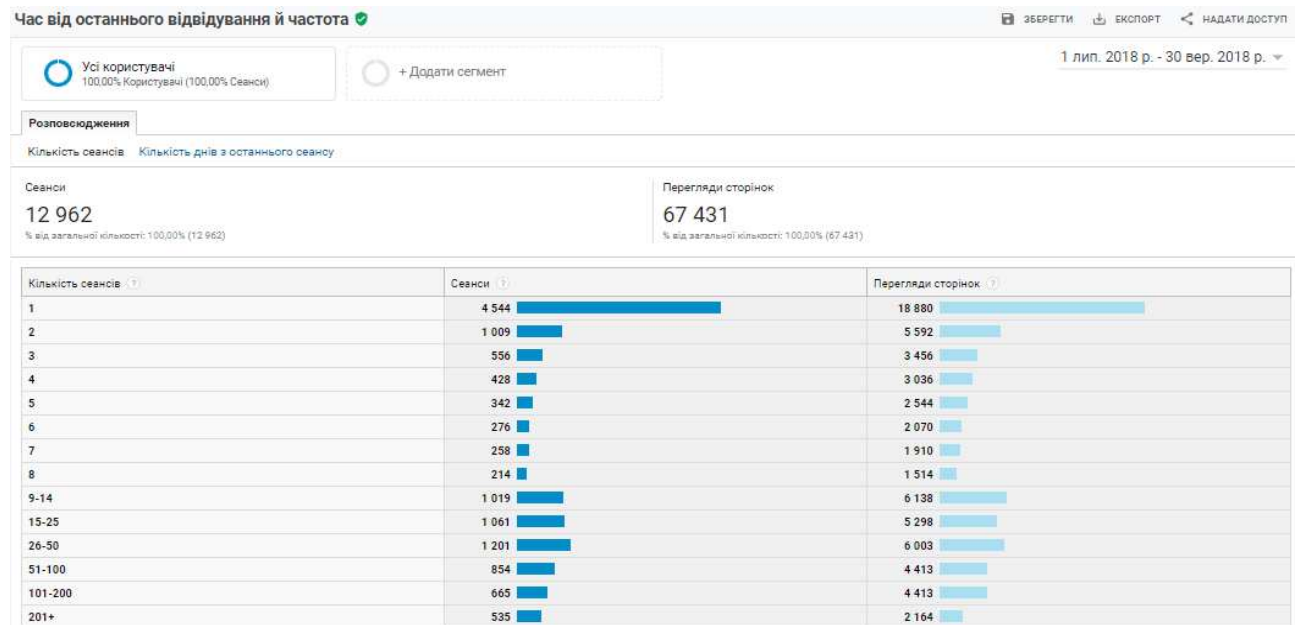 Час від останнього відвідування й частота
ЗБЕРЕГТИ ЕКСПОРТ НАДАТИ ДОСТУП
Усі користувачі
100,00% Користувачі (100,00% Сеанси)
+ Додати сегмент
1 лип. 2018 р. - 30 вер. 2018 р.
Розповсюдження
Кількість сеансів Кількість днів з останнього сеансу
Сеанси Перегляди сторінок
12 962 67 431
% від загальної кількості: 100,00% (12 962) % від загальної кількості: 100,00% (67 431)
Кількість сеансів ? Сеанси ? Перегляди сторінок ?
1 4 544 18 880
2 1 009 5 592
3 556 3 456
4 428 3 036
5 342 2 544
6 276 2 070
7 258 1 910
8 214 1 514
9-14 1 019 6 138
15-25 1 061 5 298
26-50 1 201 6 003
51-100 854 4 413
101-200 665 4 413
201+ 535 2 164